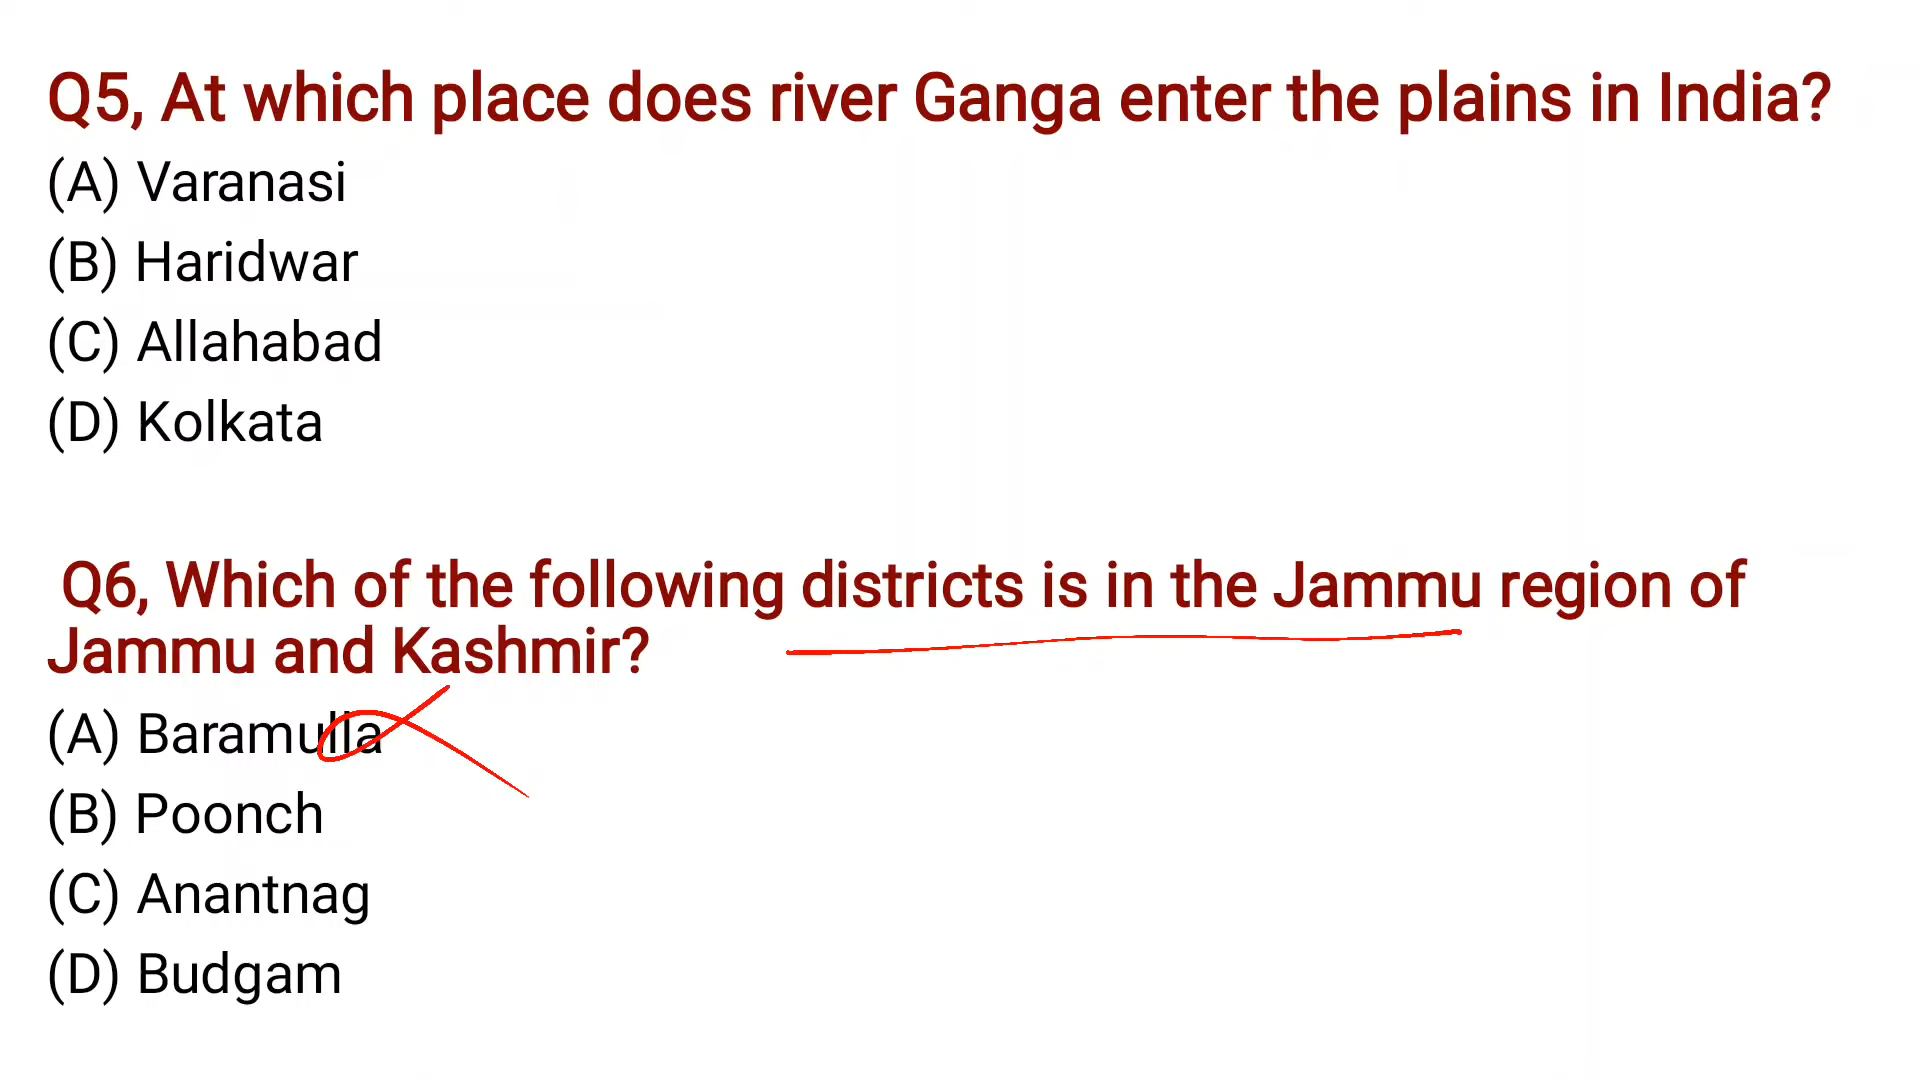 Q5, At which place does river Ganga enter the plains in India?
(A) Varanasi
(B) Haridwar
(C) Allahabad
(D) Kolkata
Q6, Which of the following districts is in the Jammu region of
Jammu and Kashmir?
(A) Baramulla
(B) Poonch
(C) Anantnag
(D) Budgam